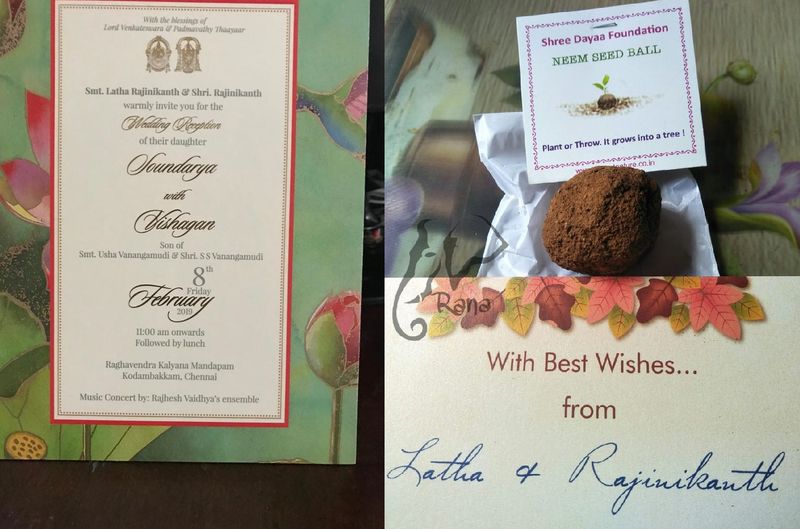 With the blessings of
Lord Venkateswara & Padmavathy Thaayaar
Smt. Latha Rajinikanth & Shri. Rajinikanth
warmly invite you for the
Wedding Reception
of their daughter
Soundarya
with
Vishagan
Son of
Smt. Usha Vanangamudi & Shri. S S Vanangamudi
8th
Friday
February
2019
11:00 am onwards
Followed by lunch
Raghavendra Kalyana Mandapam
Kodambakkam, Chennai
Music Concert by: Rajhesh Vaidhya's ensemble
Shree Dayaa Foundation
NEEM SEED BALL
Plant or Throw. It grows into a tree !
Rana
With Best Wishes...
from
Latha & Rajinikanth